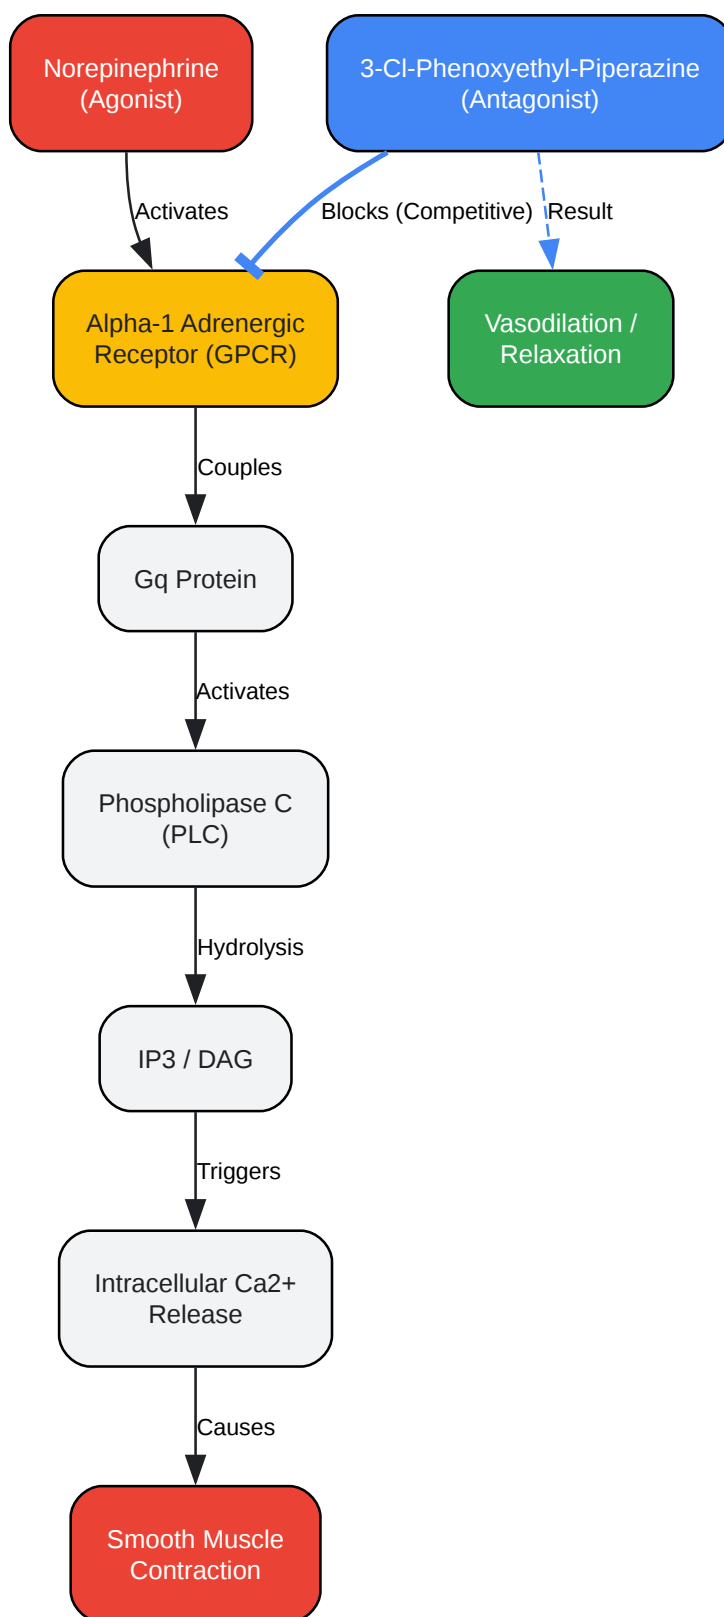 Norepinephrine
(Agonist)
3-Cl-Phenoxyethyl-Piperazine
(Antagonist)
Activates
Blocks (Competitive)
Result
Alpha-1 Adrenergic
Receptor (GPCR)
Vasodilation /
Relaxation
Couples
Gq Protein
Activates
Phospholipase C
(PLC)
Hydrolysis
IP3 / DAG
Triggers
Intracellular Ca2+
Release
Causes
Smooth Muscle
Contraction